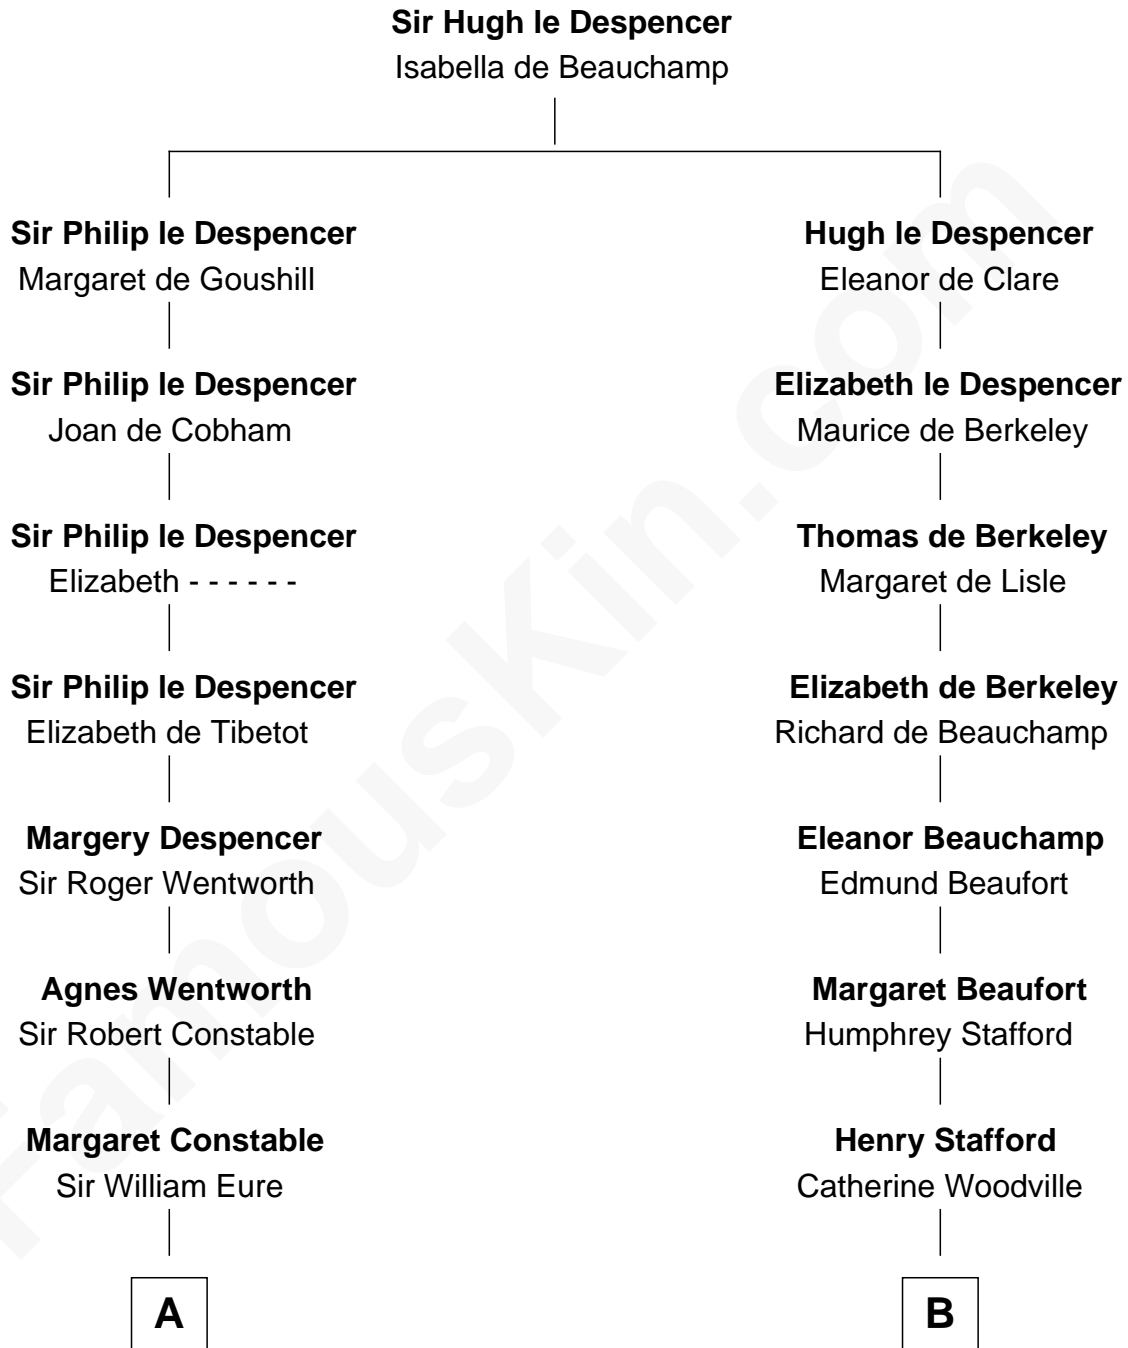 Sir Hugh le Despencer
Isabella de Beauchamp
Sir Philip le Despencer
Margaret de Goushill
Hugh le Despencer
Eleanor de Clare
Sir Philip le Despencer
Joan de Cobham
Elizabeth le Despencer
Maurice de Berkeley
Sir Philip le Despencer
Elizabeth - - - - - -
Thomas de Berkeley
Margaret de Lisle
Sir Philip le Despencer
Elizabeth de Tibetot
Elizabeth de Berkeley
Richard de Beauchamp
Margery Despencer
Sir Roger Wentworth
Eleanor Beauchamp
Edmund Beaufort
Agnes Wentworth
Sir Robert Constable
Margaret Beaufort
Humphrey Stafford
Margaret Constable
Sir William Eure
Henry Stafford
Catherine Woodville
A
B
FamousKin.com